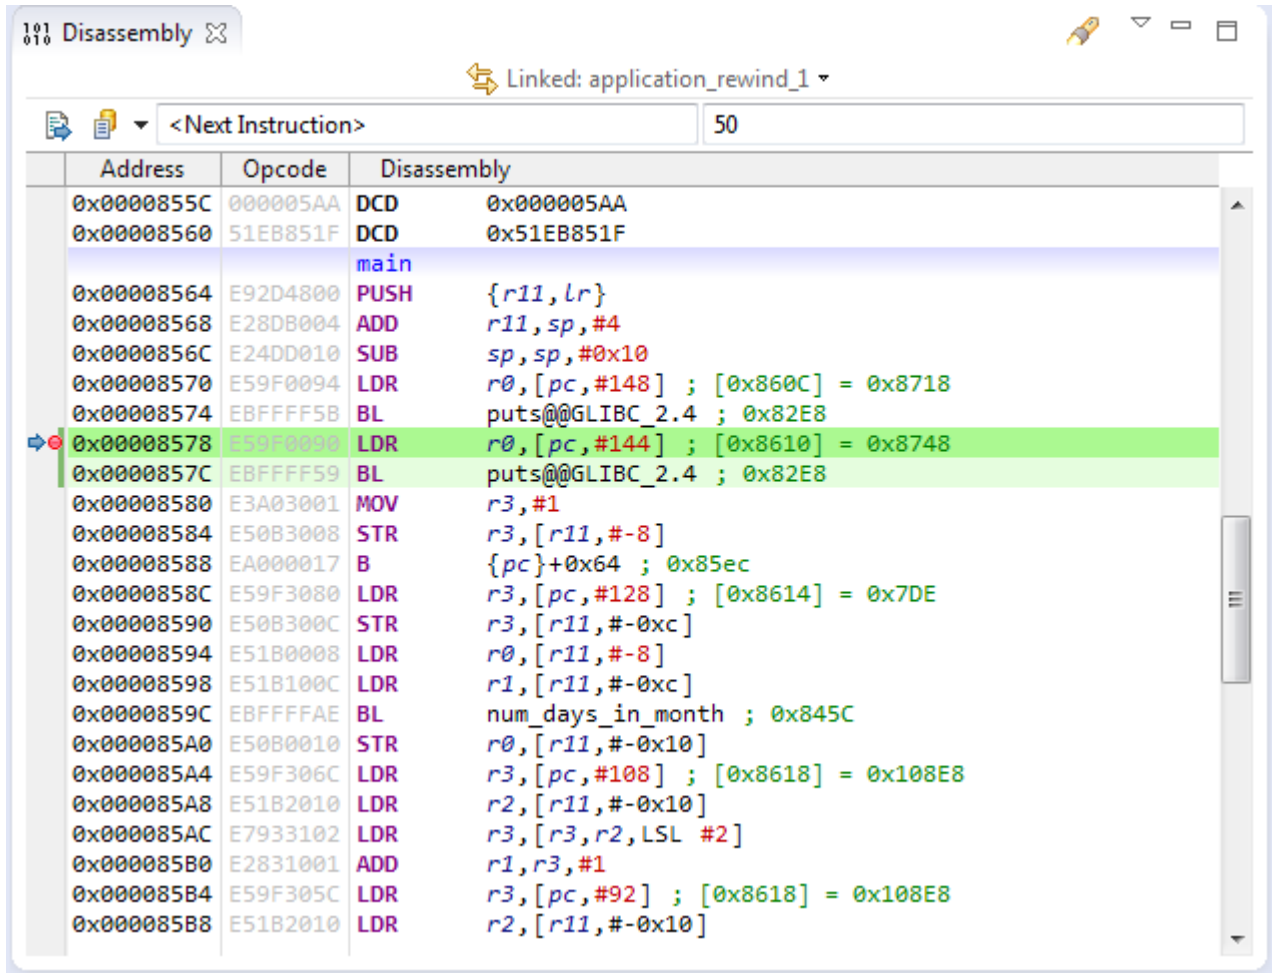 Disassembly
Linked: application_rewind_1
<Next Instruction> 50
Address Opcode Disassembly
0x0000855C 000005AA DCD 0x000005AA
0x00008560 51EB851F DCD 0x51EB851F
main
0x00008564 E92D4800 PUSH {r11,lr}
0x00008568 E28DB004 ADD r11,sp,#4
0x0000856C E24DD010 SUB sp,sp,#0x10
0x00008570 E59F0094 LDR r0,[pc,#148] ; [0x860C] = 0x8718
0x00008574 EBFFFF5B BL puts@@GLIBC_2.4 ; 0x82E8
0x00008578 E59F0090 LDR r0,[pc,#144] ; [0x8610] = 0x8748
0x0000857C EBFFFF59 BL puts@@GLIBC_2.4 ; 0x82E8
0x00008580 E3A03001 MOV r3,#1
0x00008584 E50B3008 STR r3,[r11,#-8]
0x00008588 EA000017 B {pc}+0x64 ; 0x85ec
0x0000858C E59F3080 LDR r3,[pc,#128] ; [0x8614] = 0x7DE
0x00008590 E50B300C STR r3,[r11,#-0xc]
0x00008594 E51B0008 LDR r0,[r11,#-8]
0x00008598 E51B100C LDR r1,[r11,#-0xc]
0x0000859C EBFFFFAE BL num_days_in_month ; 0x845C
0x000085A0 E50B0010 STR r0,[r11,#-0x10]
0x000085A4 E59F306C LDR r3,[pc,#108] ; [0x8618] = 0x108E8
0x000085A8 E51B2010 LDR r2,[r11,#-0x10]
0x000085AC E7933102 LDR r3,[r3,r2,LSL #2]
0x000085B0 E2831001 ADD r1,r3,#1
0x000085B4 E59F305C LDR r3,[pc,#92] ; [0x8618] = 0x108E8
0x000085B8 E51B2010 LDR r2,[r11,#-0x10]